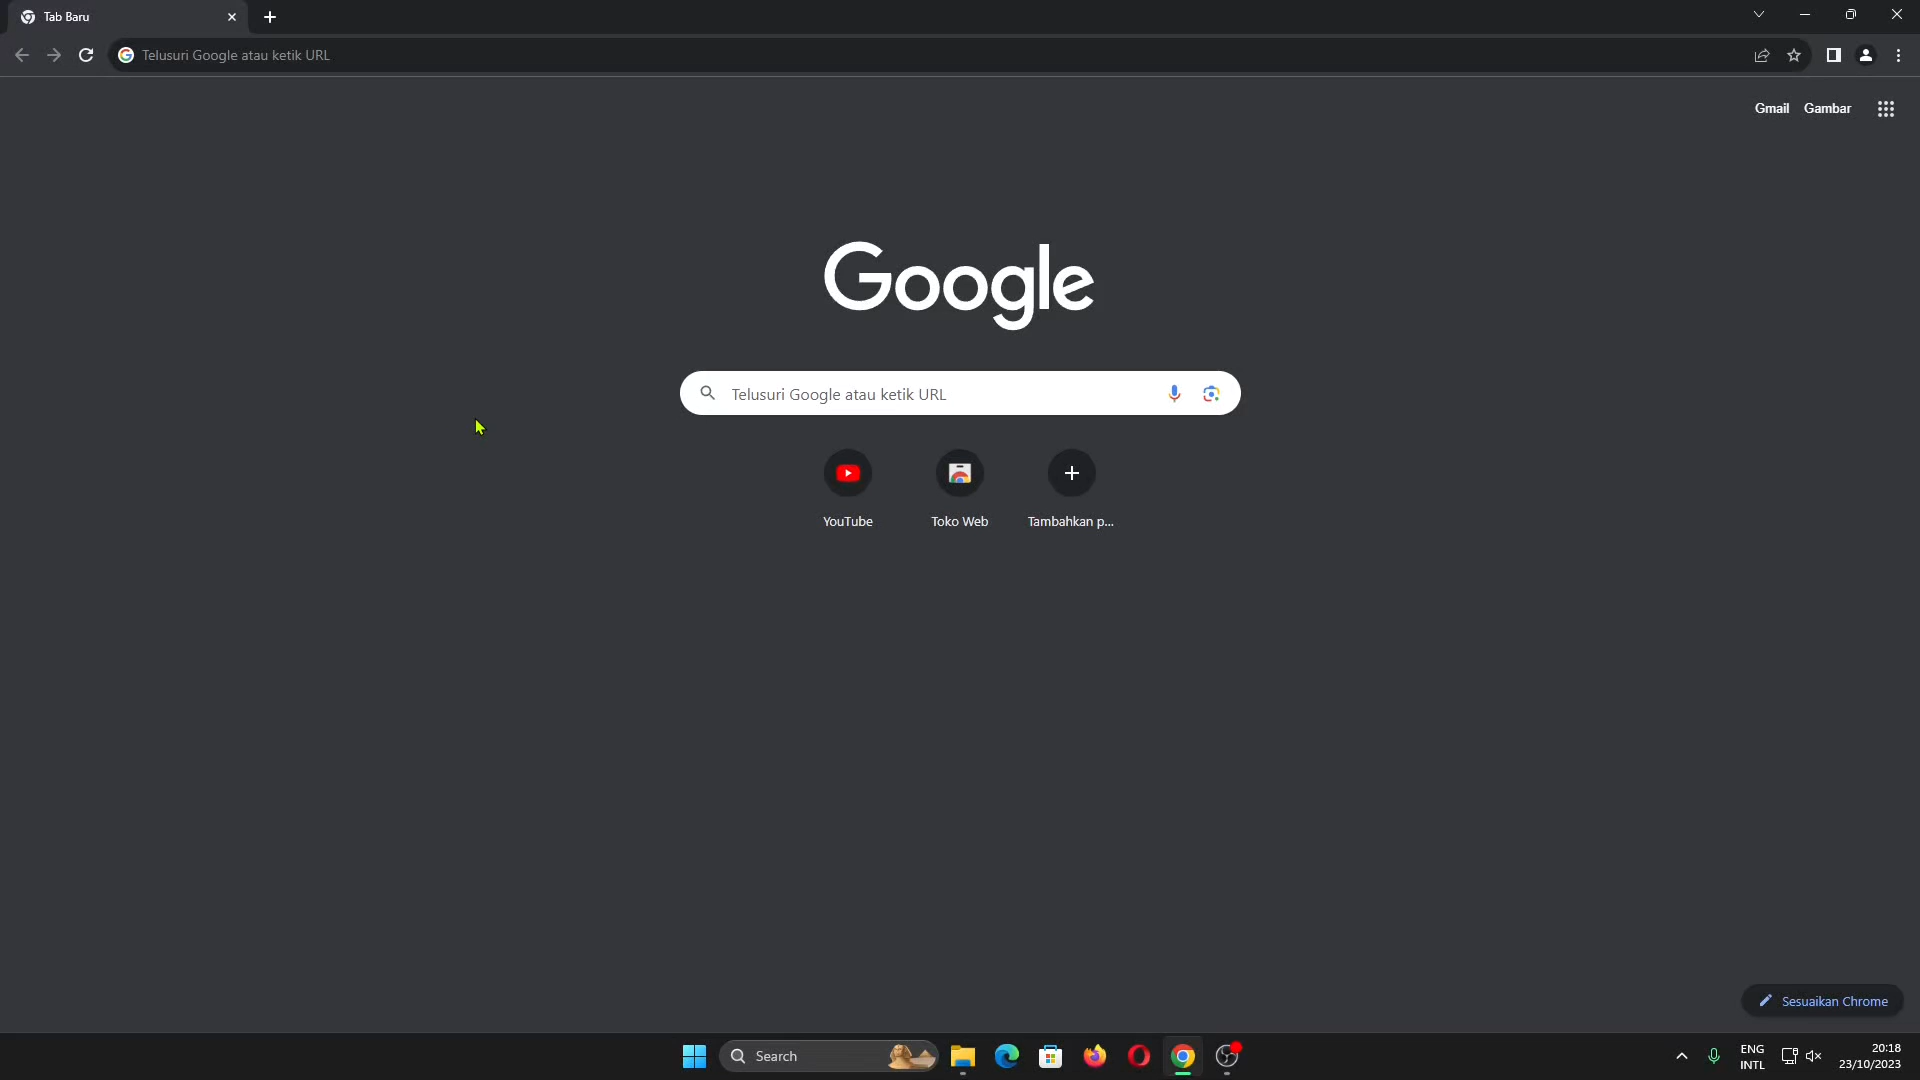 Tab Baru
Telusuri Google atau ketik URL
Gmail Gambar
Google
Telusuri Google atau ketik URL
YouTube Toko Web Tambahkan p...
Sesuaikan Chrome
Search
ENG
INTL
20:18
23/10/2023